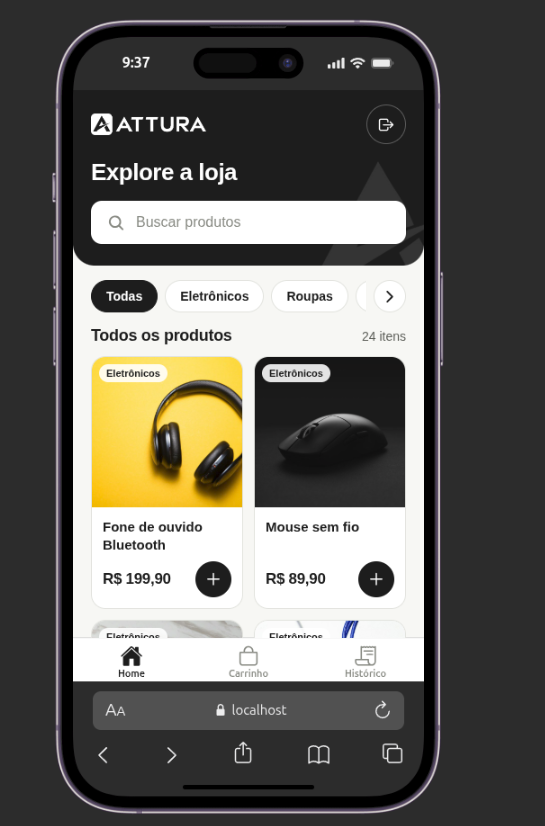 9:37
ATTURA
Explore a loja
Buscar produtos
Todas
Eletrônicos
Roupas
Todos os produtos
24 itens
Eletrônicos
Eletrônicos
Fone de ouvido
Bluetooth
Mouse sem fio
R$ 199,90
R$ 89,90
Eletrônicos
Eletrônicos
Home
Carrinho
Histórico
AA
localhost